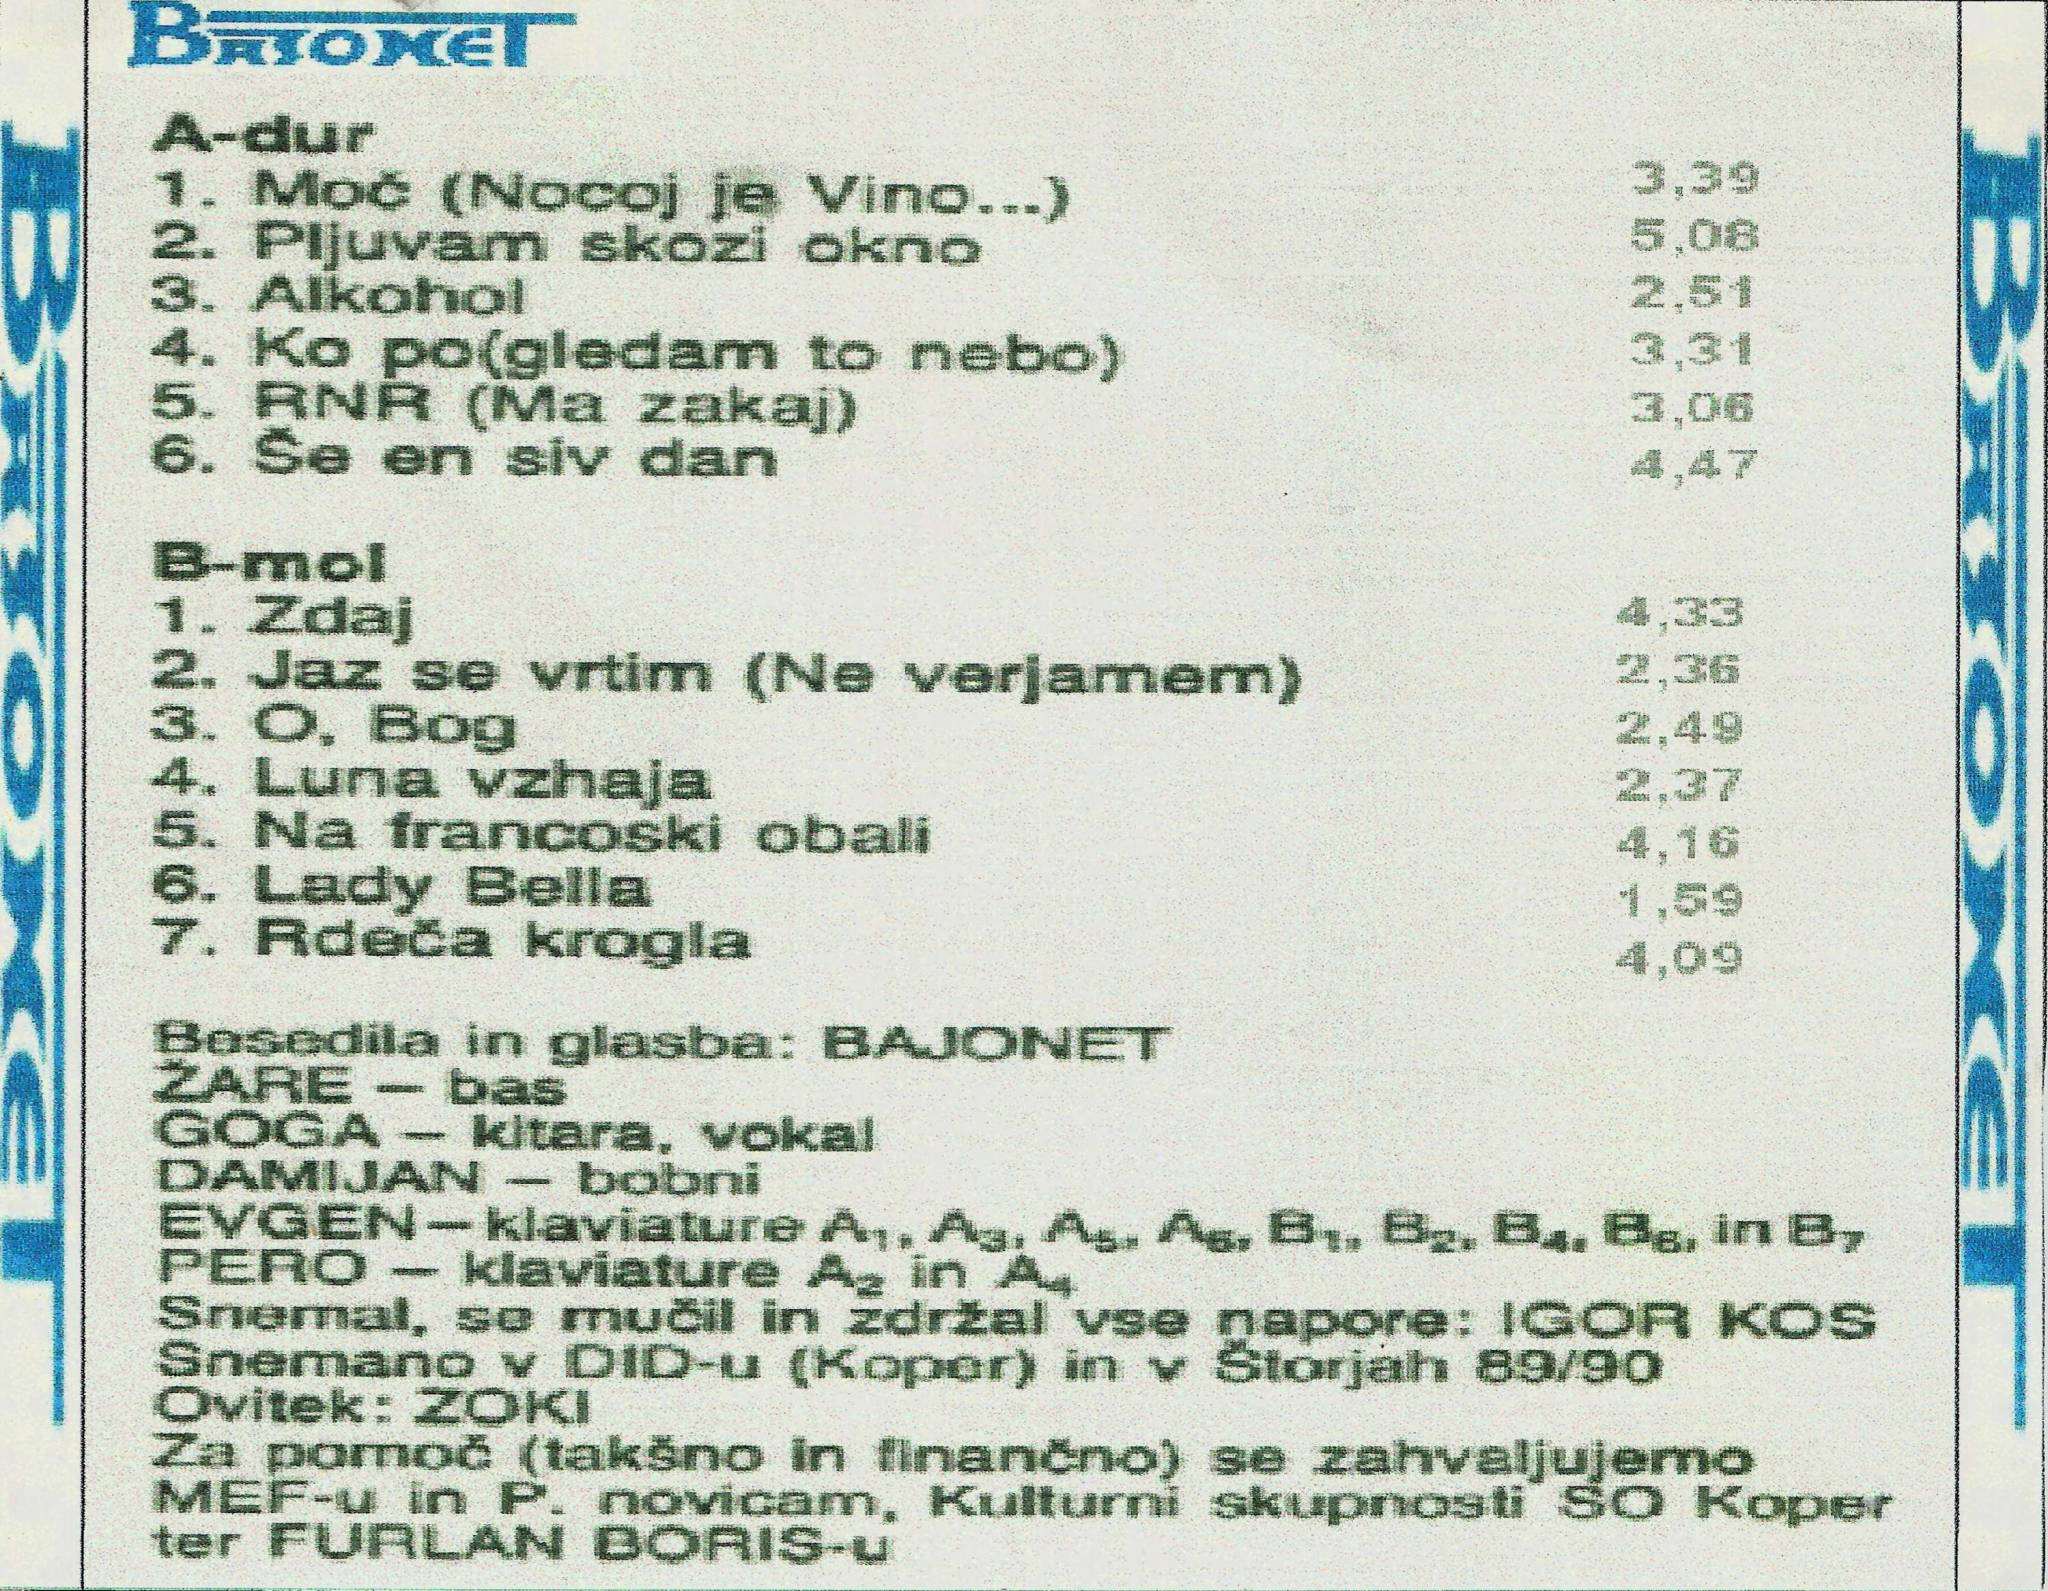 BAJONET
A-dur
1. Moč (Nocoj je Vino...) 3,39
2. Pljuvam skozi okno 5,08
3. Alkohol 2,51
4. Ko po(gledam to nebo) 3,31
5. RNR (Ma zakaj) 3,06
6. Še en siv dan 4,47
B-mol
1. Zdaj 4,33
2. Jaz se vrtim (Ne verjamem) 2,36
3. O, Bog 2,49
4. Luna vzhaja 2,37
5. Na francoski obali 4,16
6. Lady Bella 1,59
7. Rdeča krogla 4,09
Besedila in glasba: BAJONET
ŽARE – bas
GOGA – kitara, vokal
DAMIJAN – bobni
EVGEN – klaviature A₁, A₃, A₅, A₆, B₁, B₂, B₄, B₆, in B₇
PERO – klaviature A₂ in A₄
Snemal, se mučil in zdržal vse napore: IGOR KOS
Snemano v DID-u (Koper) in v Štorjah 89/90
Ovitek: ZOKI
Za pomoč (takšno in finančno) se zahvaljujemo
MEF-u in P. novicam, Kulturni skupnosti SO Koper
ter FURLAN BORIS-u
BAJONET
BAJONET